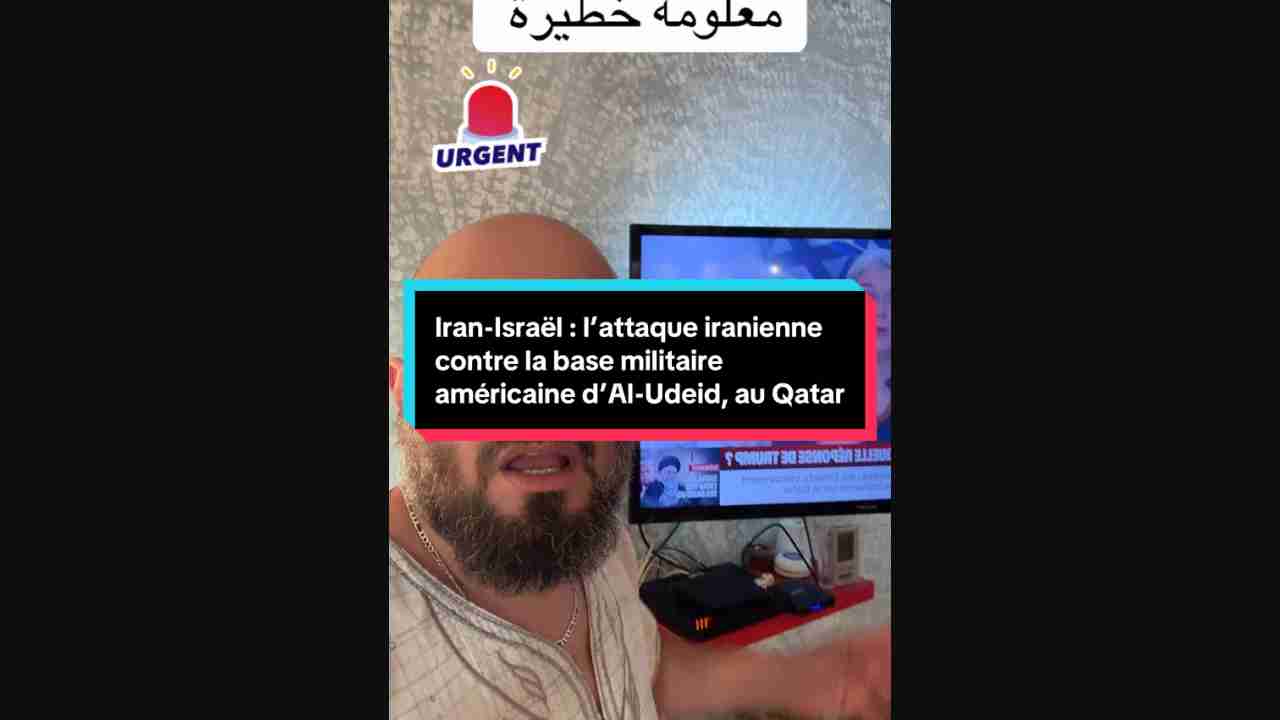 معلومة خطيرة
URGENT
Iran-Israël : l’attaque iranienne
contre la base militaire
américaine d’Al-Udeid, au Qatar
UELLE RÉPONSE DE TRUMP ?